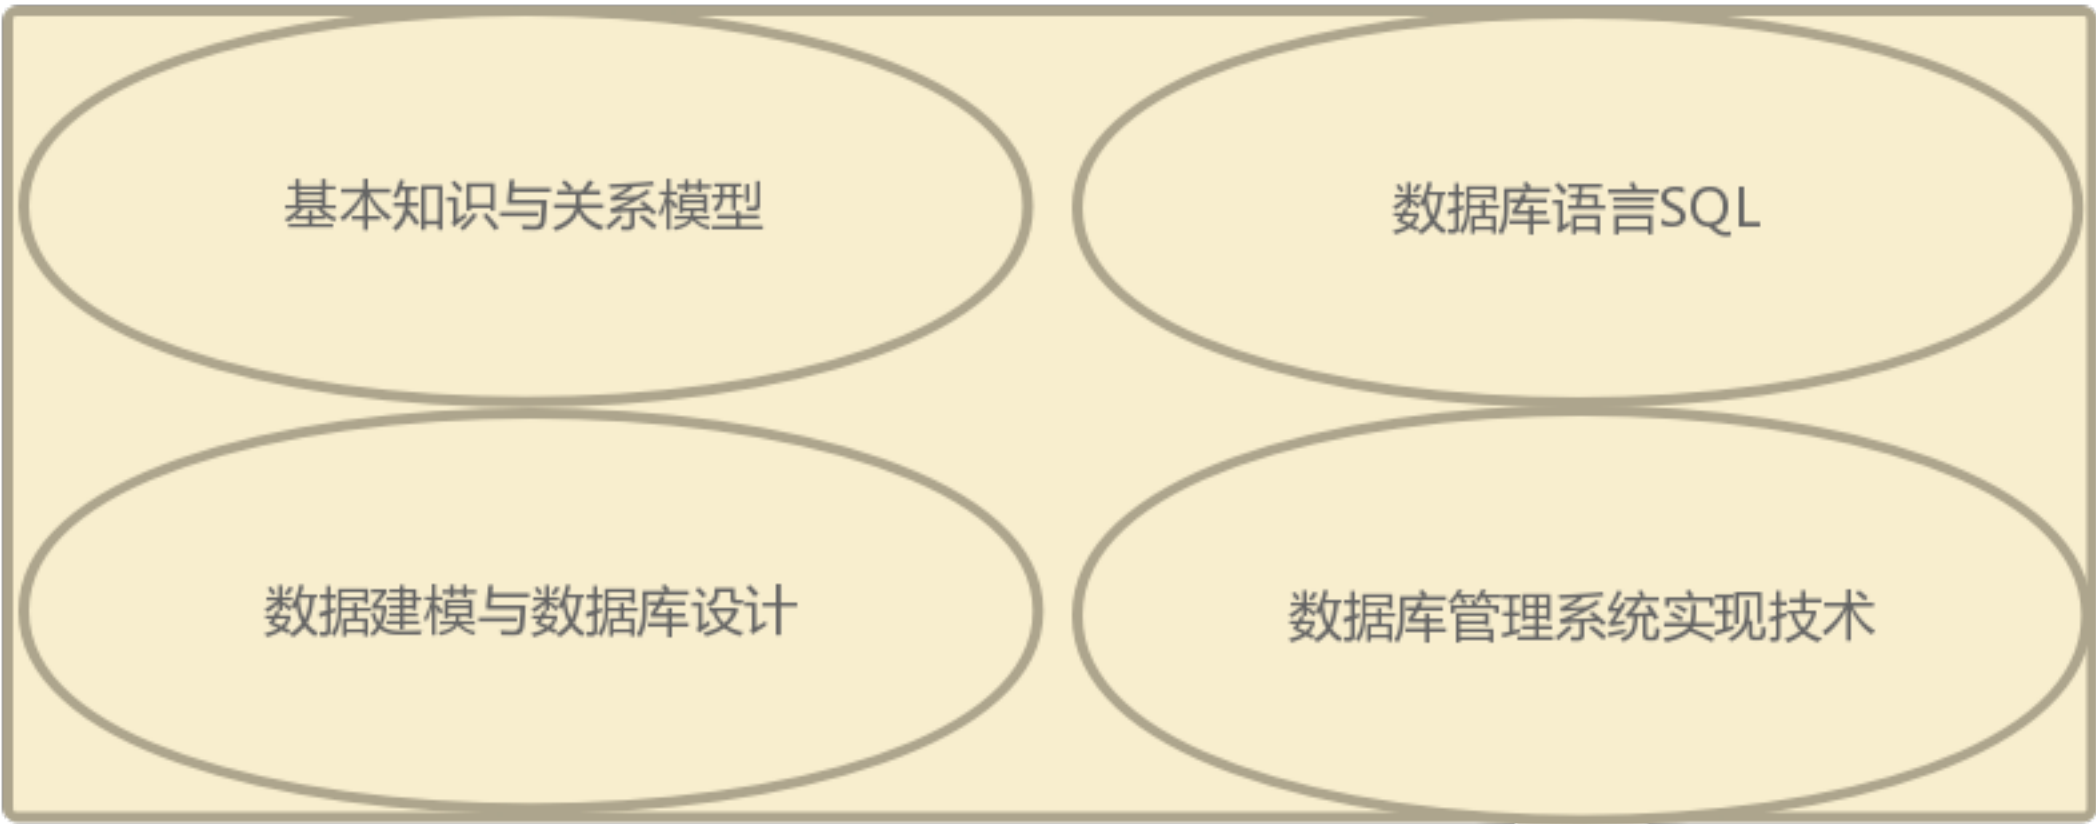 基本知识与关系模型
数据库语言SQL
数据建模与数据库设计
数据库管理系统实现技术